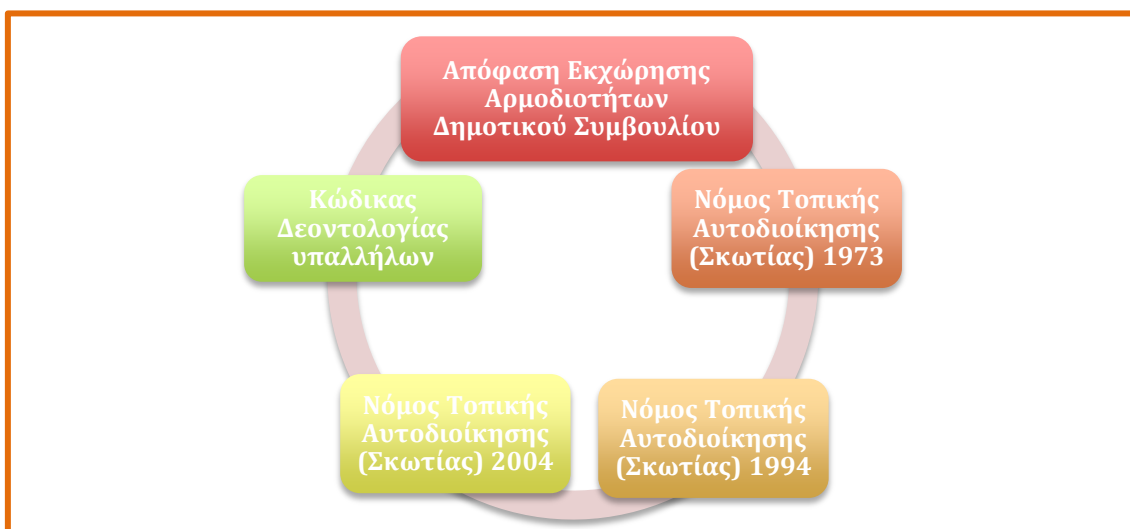 Απόφαση Εκχώρησης
Αρμοδιοτήτων
Δημοτικού Συμβουλίου
Νόμος Τοπικής
Αυτοδιοίκησης
(Σκωτίας) 1973
Νόμος Τοπικής
Αυτοδιοίκησης
(Σκωτίας) 1994
Νόμος Τοπικής
Αυτοδιοίκησης
(Σκωτίας) 2004
Κώδικας
Δεοντολογίας
υπαλλήλων